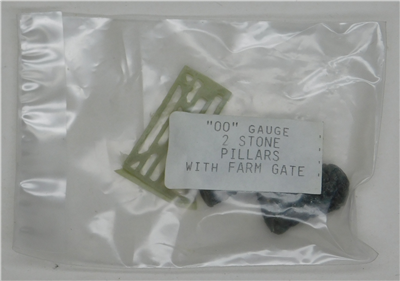 "OO" GAUGE
2 STONE
PILLARS
WITH FARM GATE